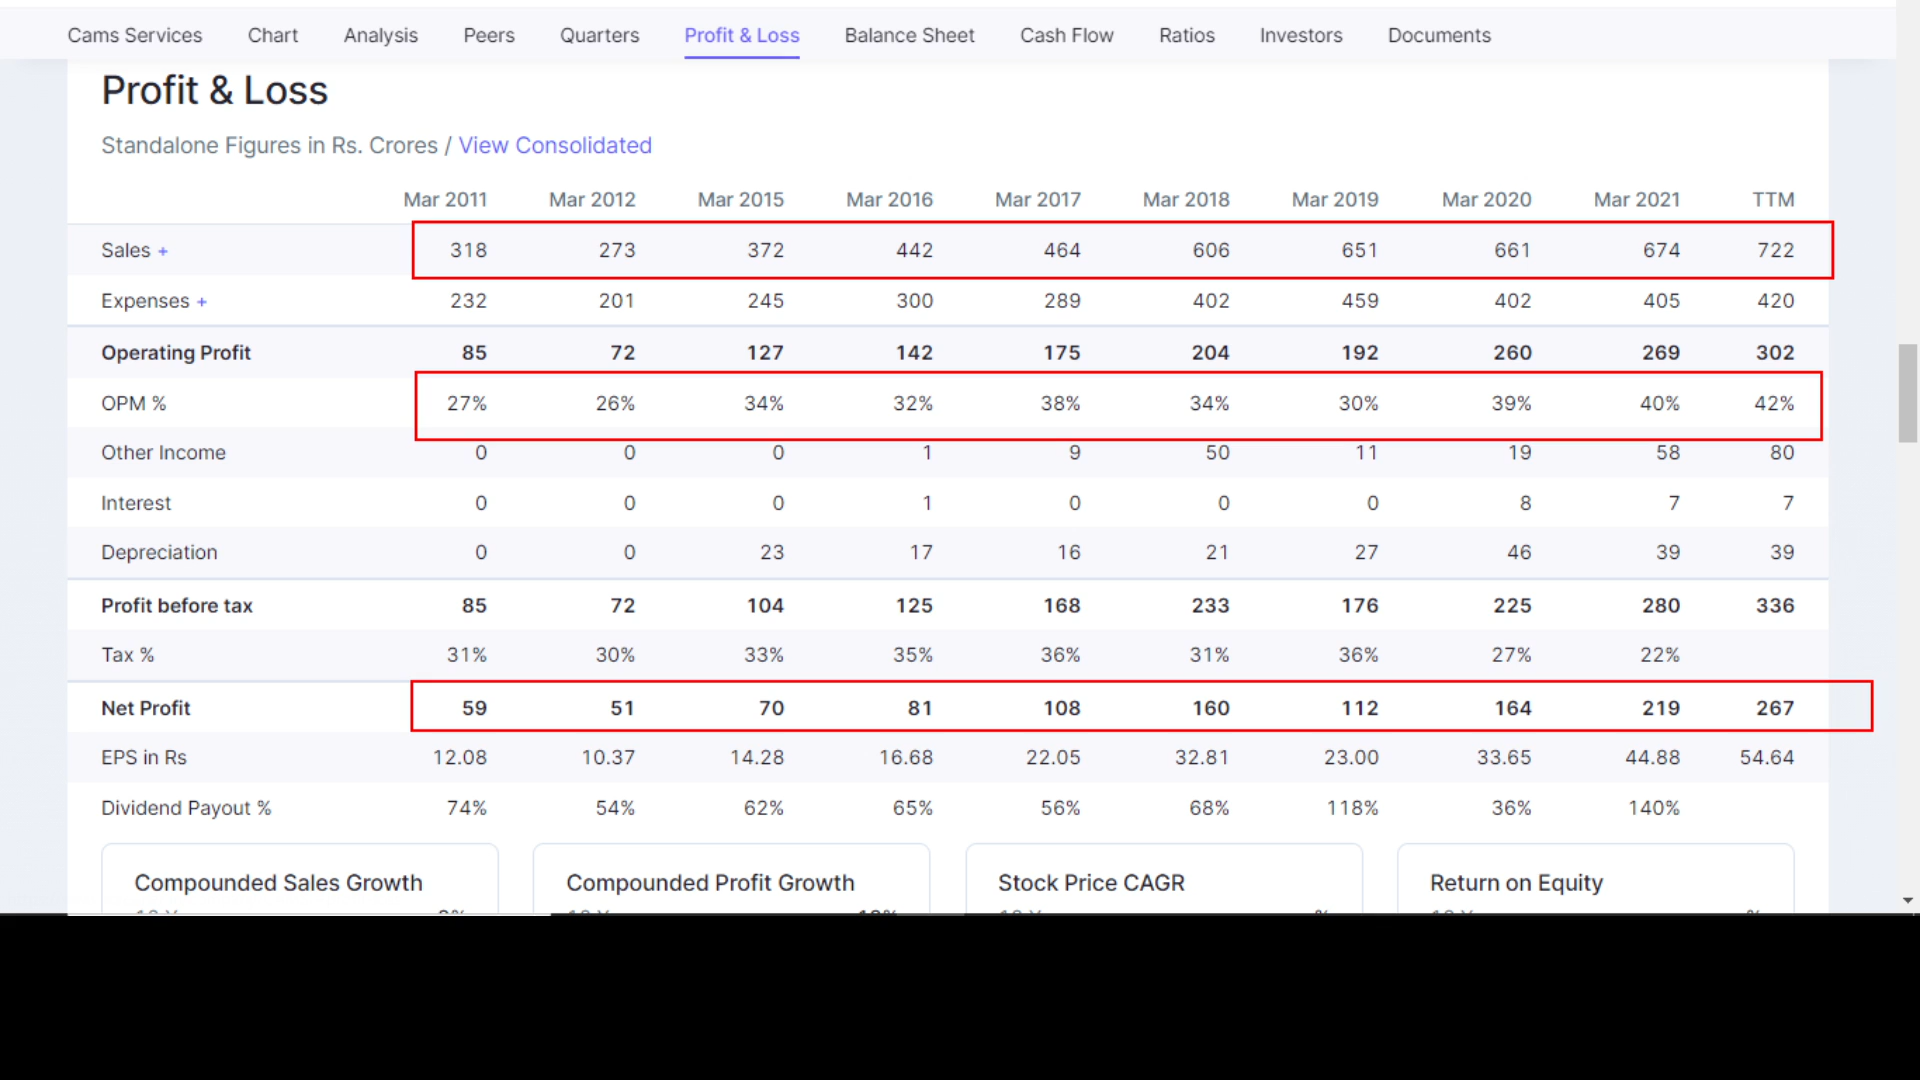 Cams Services Chart Analysis Peers Quarters Profit & Loss Balance Sheet Cash Flow Ratios Investors Documents
Profit & Loss
Standalone Figures in Rs. Crores / View Consolidated
Mar 2011 Mar 2012 Mar 2015 Mar 2016 Mar 2017 Mar 2018 Mar 2019 Mar 2020 Mar 2021 TTM
Sales + 318 273 372 442 464 606 651 661 674 722
Expenses + 232 201 245 300 289 402 459 402 405 420
Operating Profit 85 72 127 142 175 204 192 260 269 302
OPM % 27% 26% 34% 32% 38% 34% 30% 39% 40% 42%
Other Income 0 0 0 1 9 50 11 19 58 80
Interest 0 0 0 1 0 0 0 8 7 7
Depreciation 0 0 23 17 16 21 27 46 39 39
Profit before tax 85 72 104 125 168 233 176 225 280 336
Tax % 31% 30% 33% 35% 36% 31% 36% 27% 22%
Net Profit 59 51 70 81 108 160 112 164 219 267
EPS in Rs 12.08 10.37 14.28 16.68 22.05 32.81 23.00 33.65 44.88 54.64
Dividend Payout % 74% 54% 62% 65% 56% 68% 118% 36% 140%
Compounded Sales Growth Compounded Profit Growth Stock Price CAGR Return on Equity